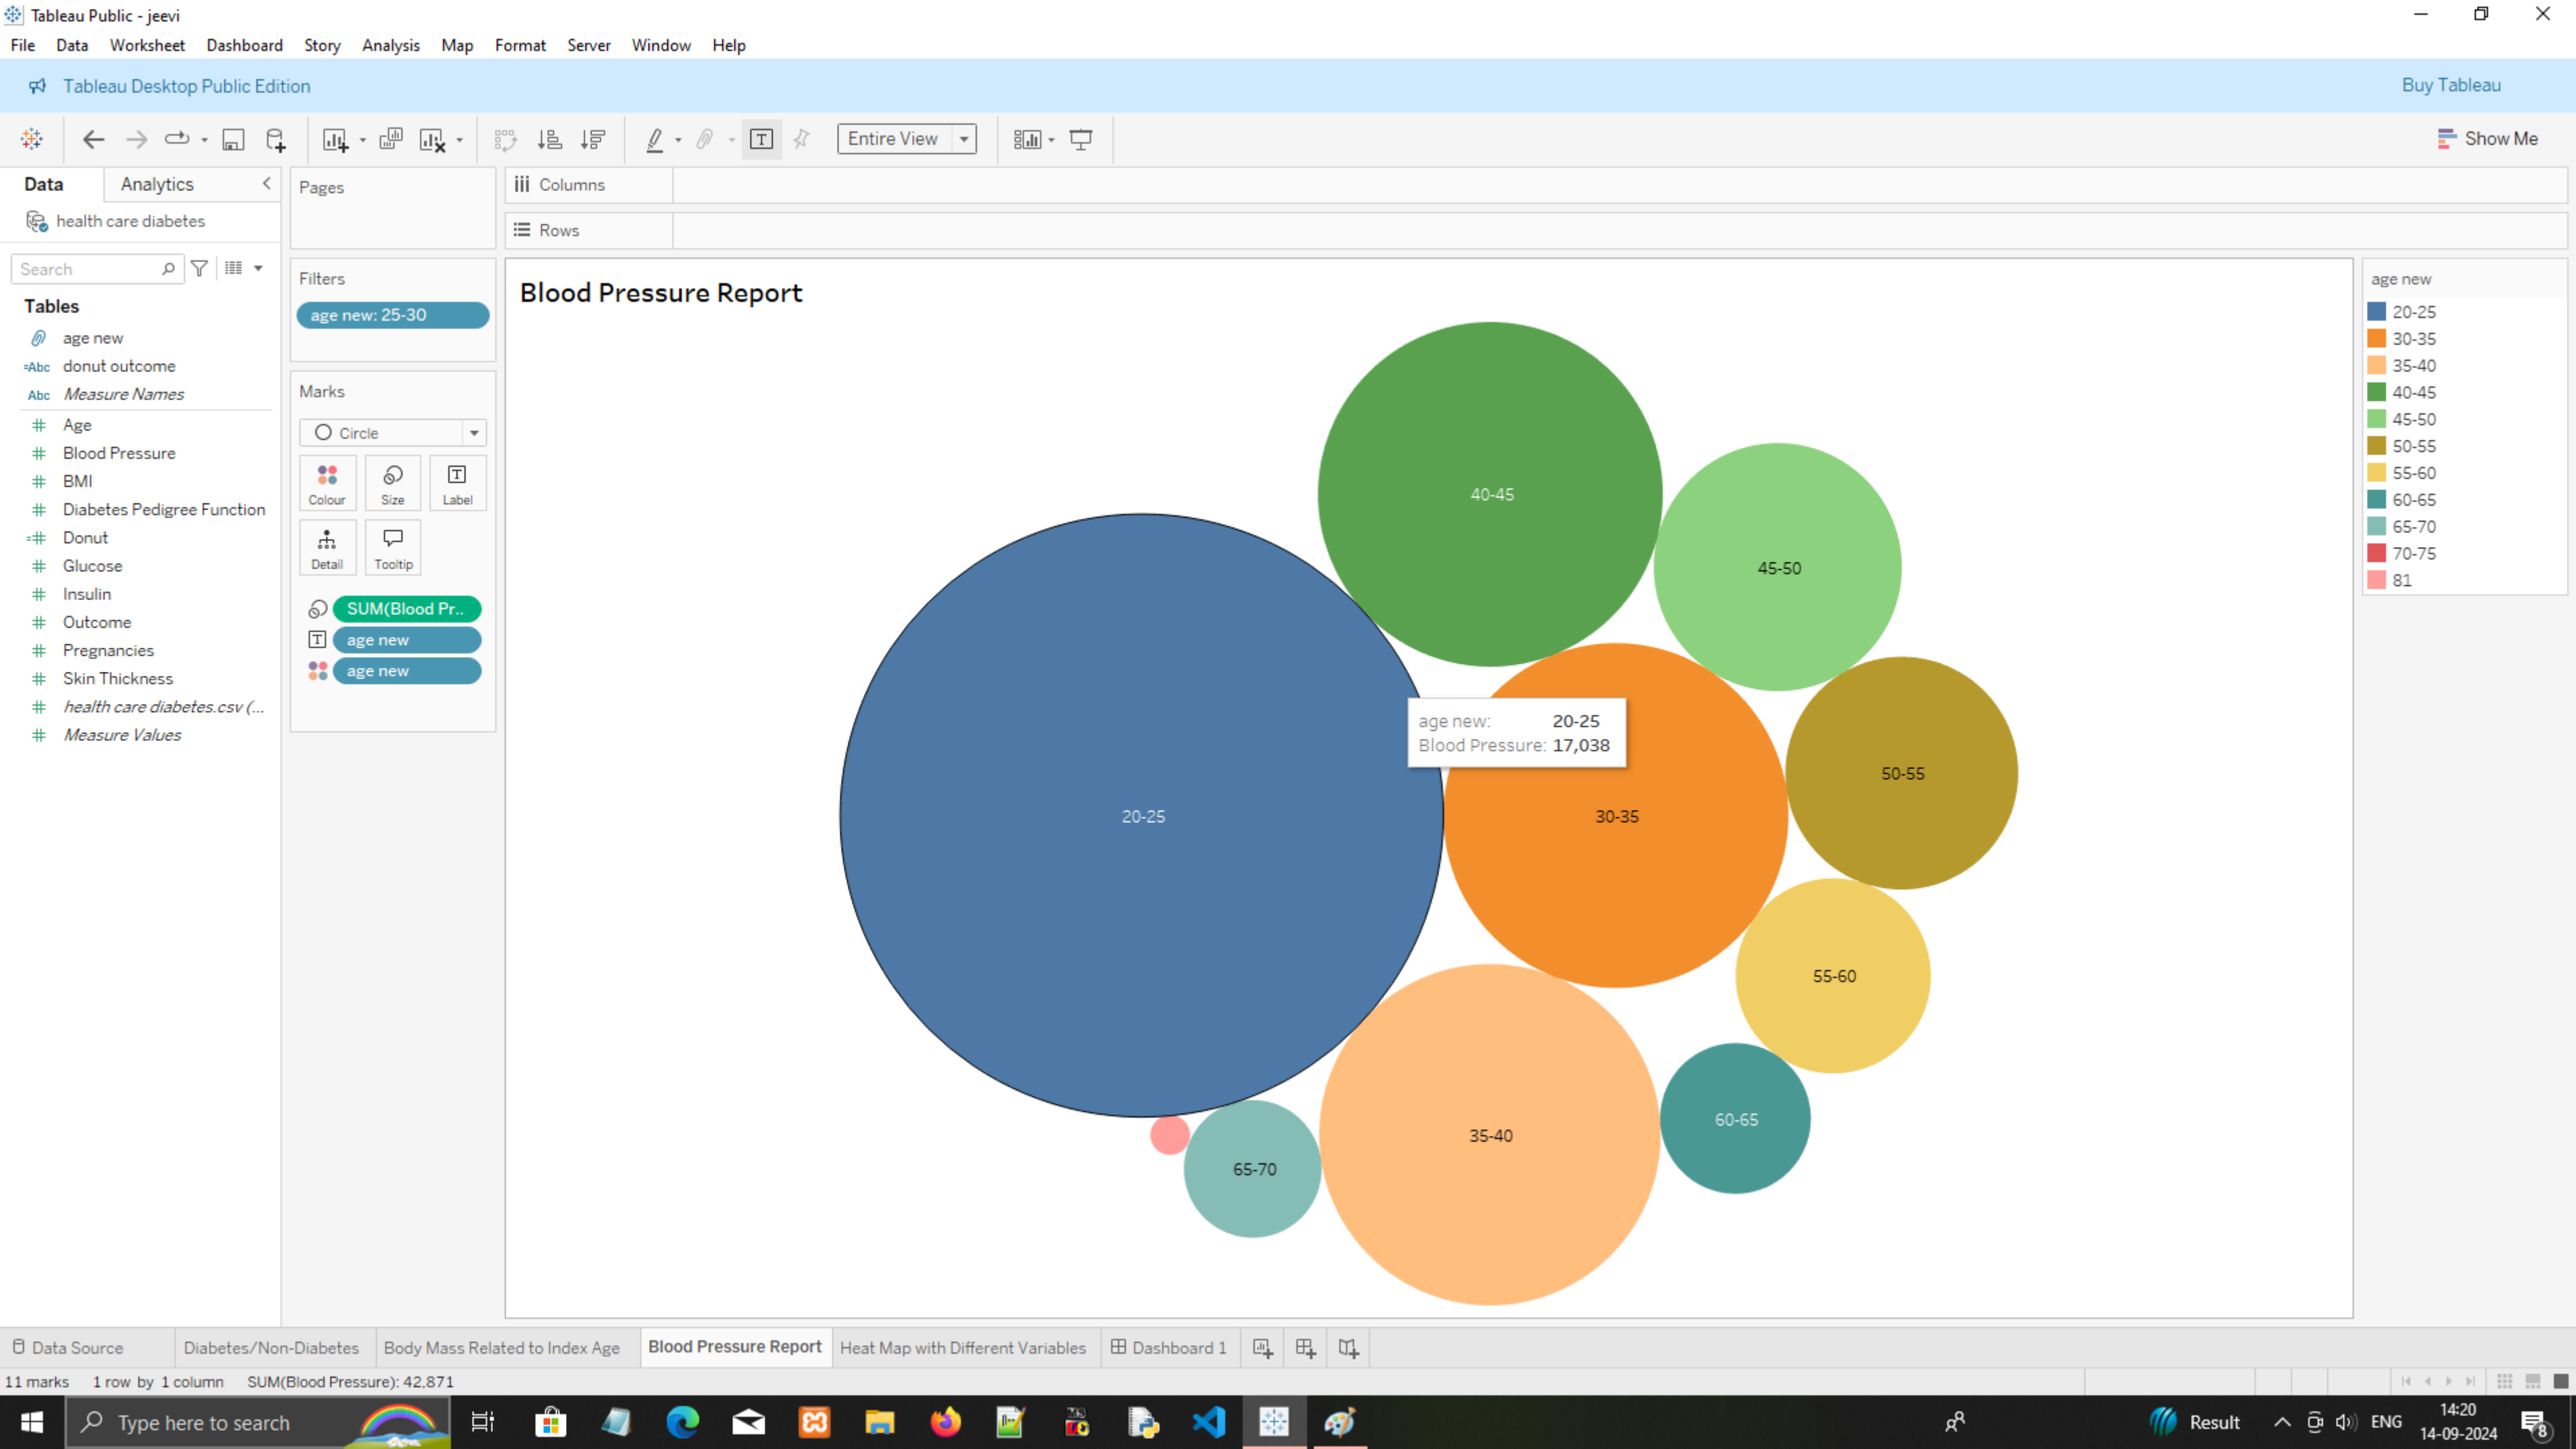 Tableau Public - jeevi
File Data Worksheet Dashboard Story Analysis Map Format Server Window Help
Tableau Desktop Public Edition
Buy Tableau
Entire View
Show Me
Data
Analytics
health care diabetes
Search
Tables
age new
=Abc donut outcome
Abc Measure Names
Age
Blood Pressure
BMI
Diabetes Pedigree Function
Donut
Glucose
Insulin
Outcome
Pregnancies
Skin Thickness
health care diabetes.csv (...
Measure Values
Pages
Filters
age new: 25-30
Marks
Circle
Colour Size Label
Detail Tooltip
SUM(Blood Pr..
age new
age new
Columns
Rows
Blood Pressure Report
40-45
45-50
50-55
20-25
30-35
55-60
60-65
35-40
65-70
age new: 20-25
Blood Pressure: 17,038
age new
20-25
30-35
35-40
40-45
45-50
50-55
55-60
60-65
65-70
70-75
81
Data Source
Diabetes/Non-Diabetes
Body Mass Related to Index Age
Blood Pressure Report
Heat Map with Different Variables
Dashboard 1
11 marks 1 row by 1 column SUM(Blood Pressure): 42,871
Type here to search
Result
ENG
14:20
14-09-2024
8